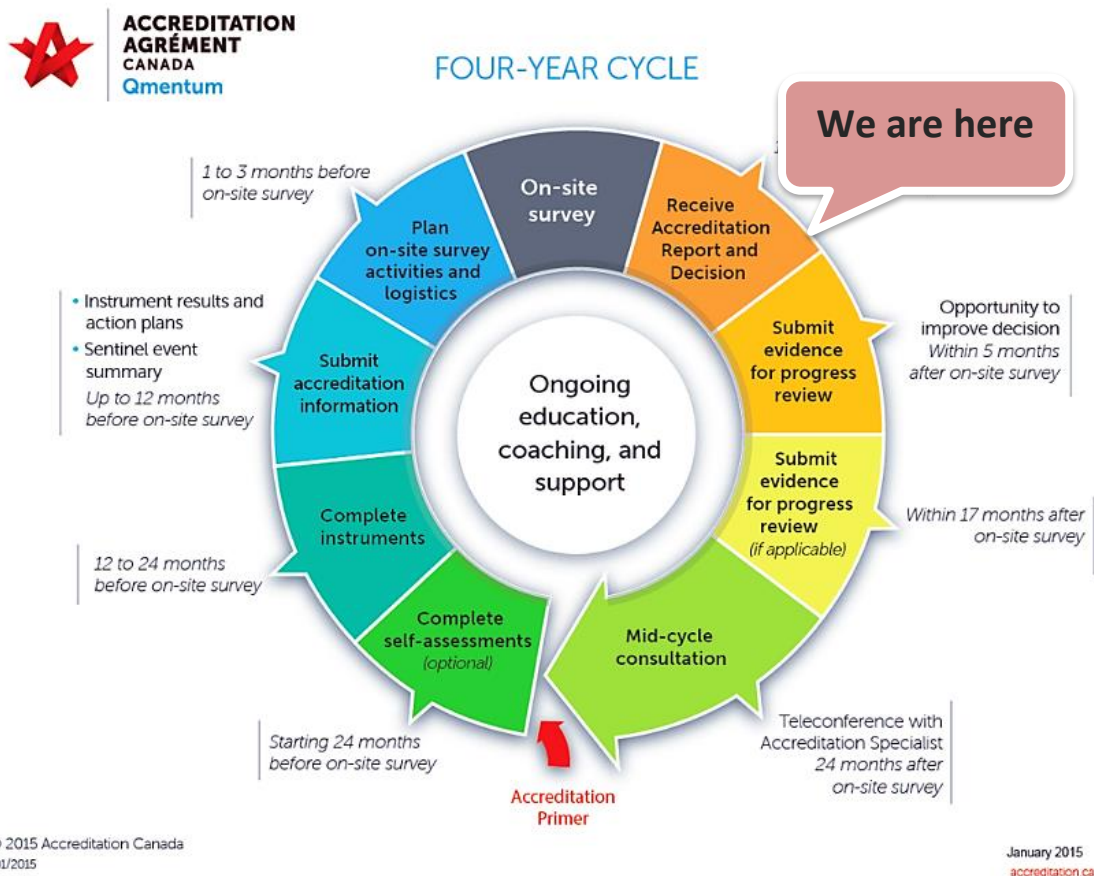 ACCREDITATION
AGRÉMENT
CANADA
Qmentum
FOUR-YEAR CYCLE
We are here
1 to 3 months before
on-site survey
On-site
survey
Receive
Accreditation
Report and
Decision
Plan
on-site survey
activities and
logistics
• Instrument results and
action plans
• Sentinel event
summary
Up to 12 months
before on-site survey
Submit
accreditation
information
Submit
evidence
for progress
review
Opportunity to
improve decision
Within 5 months
after on-site survey
Ongoing
education,
coaching, and
support
Submit
evidence
for progress
review
(if applicable)
Within 17 months after
on-site survey
Complete
instruments
12 to 24 months
before on-site survey
Complete
self-assessments
(optional)
Mid-cycle
consultation
Starting 24 months
before on-site survey
Teleconference with
Accreditation Specialist
24 months after
on-site survey
Accreditation
Primer
2015 Accreditation Canada
1/2015
January 2015
accreditation.ca